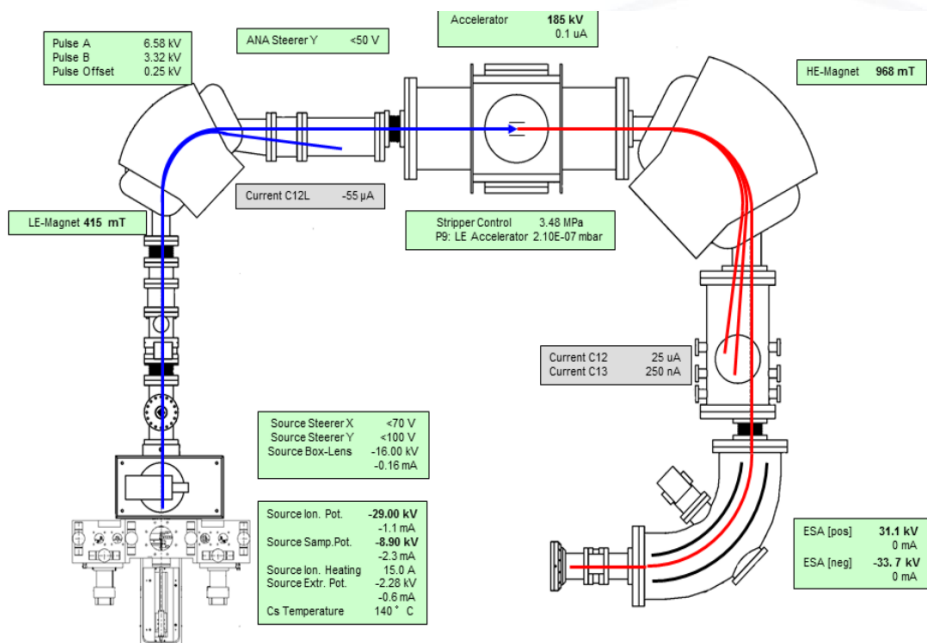 Accelerator 185 kV
0.1 uA
Pulse A 6.58 kV
Pulse B 3.32 kV
Pulse Offset 0.25 kV
ANA Steerer Y <50 V
HE-Magnet 968 mT
Current C12L -55 µA
LE-Magnet 415 mT
Stripper Control 3.48 MPa
P9: LE Accelerator 2.10E-07 mbar
Current C12 25 uA
Current C13 250 nA
Source Steerer X <70 V
Source Steerer Y <100 V
Source Box-Lens -16.00 kV
-0.16 mA
Source Ion. Pot. -29.00 kV
-1.1 mA
Source Samp.Pot. -8.90 kV
-2.3 mA
Source Ion. Heating 15.0 A
Source Extr. Pot. -2.28 kV
-0.6 mA
Cs Temperature 140° C
ESA [pos] 31.1 kV
0 mA
ESA [neg] -33.7 kV
0 mA